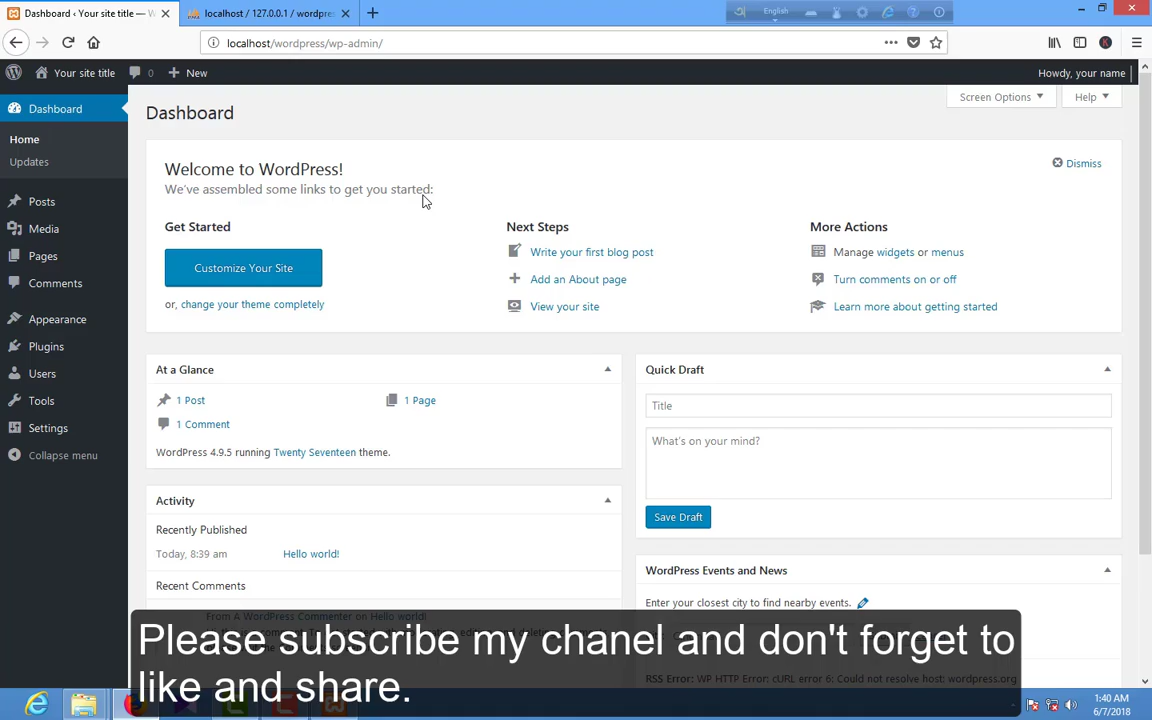 Dashboard ‹ Your site title — W
localhost / 127.0.0.1 / wordpres
English
localhost/wordpress/wp-admin/
Your site title
0
New
Howdy, your name
Dashboard
Home
Updates
Posts
Media
Pages
Comments
Appearance
Plugins
Users
Tools
Settings
Collapse menu
Dashboard
Screen Options
Help
Welcome to WordPress!
We've assembled some links to get you started:
Dismiss
Get Started
Customize Your Site
or, change your theme completely
Next Steps
Write your first blog post
Add an About page
View your site
More Actions
Manage widgets or menus
Turn comments on or off
Learn more about getting started
At a Glance
1 Post
1 Page
1 Comment
WordPress 4.9.5 running Twenty Seventeen theme.
Activity
Recently Published
Today, 8:39 am
Hello world!
Recent Comments
From A WordPress Commenter on Hello world!
Quick Draft
Title
What's on your mind?
Save Draft
WordPress Events and News
Enter your closest city to find nearby events.
RSS Error: WP HTTP Error: cURL error 6: Could not resolve host: wordpress.org
Please subscribe my chanel and don't forget to
like and share.
1:40 AM
6/7/2018